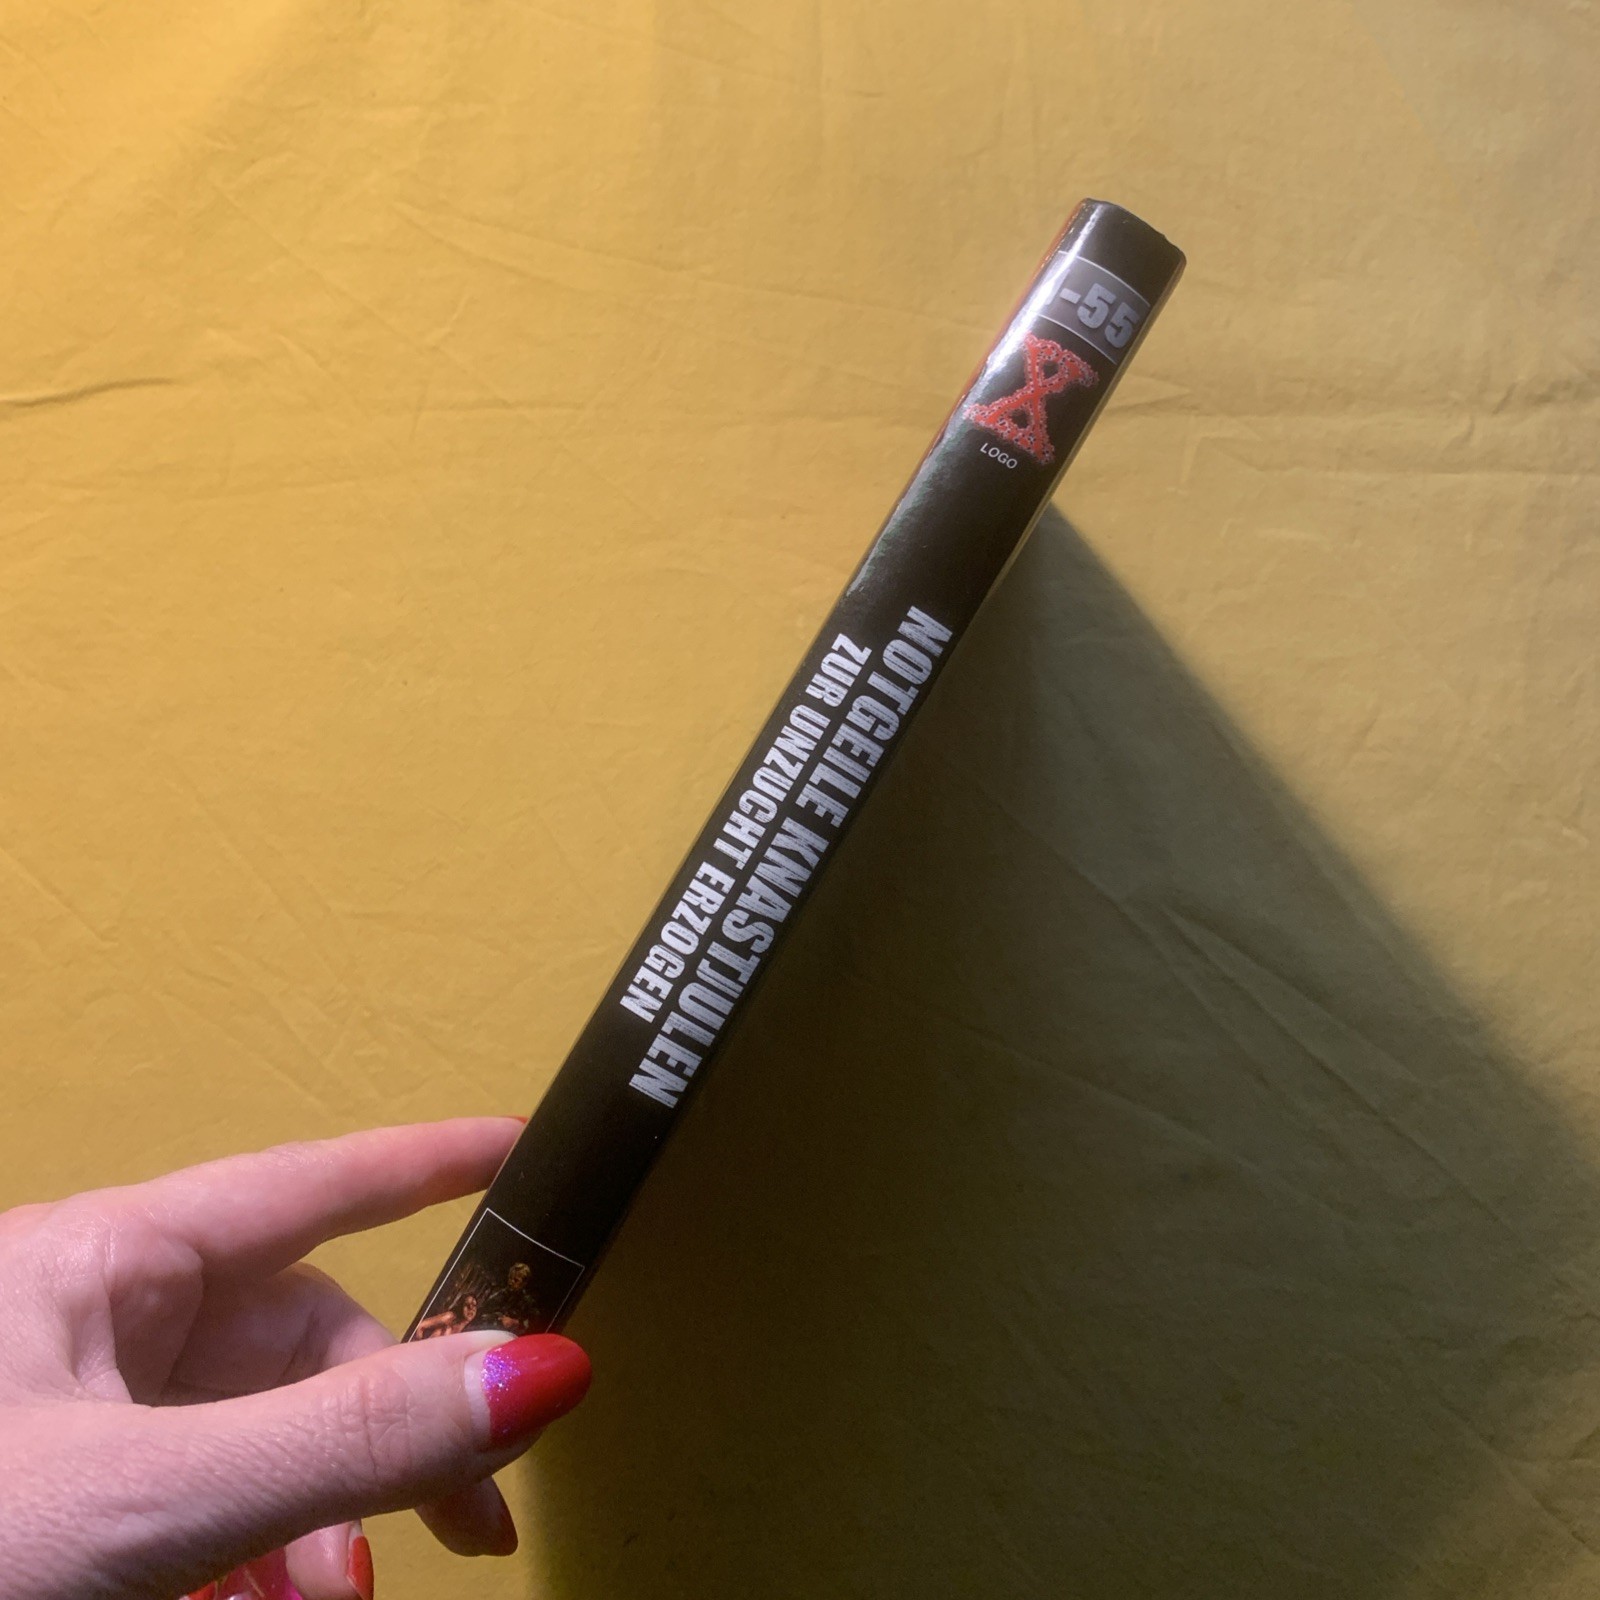 -55
X
LOGO
NOTGEILE KNASTJULEN
ZUR UNZUCHT ERZOGEN